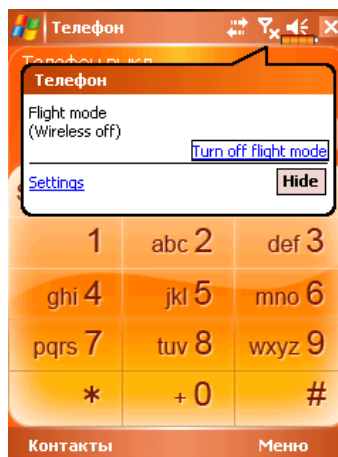 Телефон
Телефон выкл
Телефон
Flight mode
(Wireless off)
Turn off flight mode
Settings
Hide
1
abc 2
def 3
ghi 4
jkl 5
mno 6
pqrs 7
tuv 8
wxyz 9
*
+ 0
#
Контакты
Меню